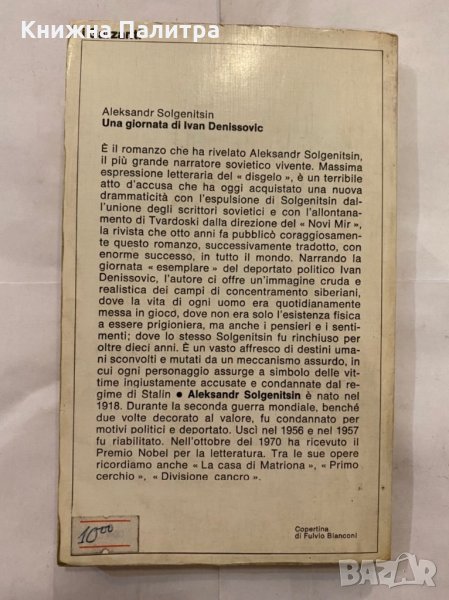 Книжна Палитра
Aleksandr Solgenitsin
Una giornata di Ivan Denissovic
È il romanzo che ha rivelato Aleksandr Solgenitsin,
il più grande narratore sovietico vivente. Massima
espressione letteraria del « disgelo », è un terribile
atto d'accusa che ha oggi acquistato una nuova
drammaticità con l'espulsione di Solgenitsin dal-
l'unione degli scrittori sovietici e con l'allontana-
mento di Tvardoski dalla direzione del « Novi Mir »,
la rivista che otto anni fa pubblicò coraggiosamen-
te questo romanzo, successivamente tradotto, con
enorme successo, in tutto il mondo. Narrando la
giornata « esemplare » del deportato politico Ivan
Denissovic, l'autore ci offre un'immagine cruda e
realistica dei campi di concentramento siberiani,
dove la vita di ogni uomo era quotidianamente
messa in gioco, dove non era solo l'esistenza fisica
a essere prigioniera, ma anche i pensieri e i senti-
menti; dove lo stesso Solgenitsin fu rinchiuso per
oltre dieci anni. È un vasto affresco di destini uma-
ni sconvolti e mutati da un meccanismo assurdo, in
cui ogni personaggio assurge a simbolo delle vit-
time ingiustamente accusate e condannate dal re-
gime di Stalin • Aleksandr Solgenitsin è nato nel
1918. Durante la seconda guerra mondiale, benché
due volte decorato al valore, fu condannato per
motivi politici e deportato. Uscì nel 1956 e nel 1957
fu riabilitato. Nell'ottobre del 1970 ha ricevuto il
Premio Nobel per la letteratura. Tra le sue opere
ricordiamo anche « La casa di Matriona », « Primo
cerchio », « Divisione cancro ».
Copertina
di Fulvio Bianconi
10 00
BAZAR.bg